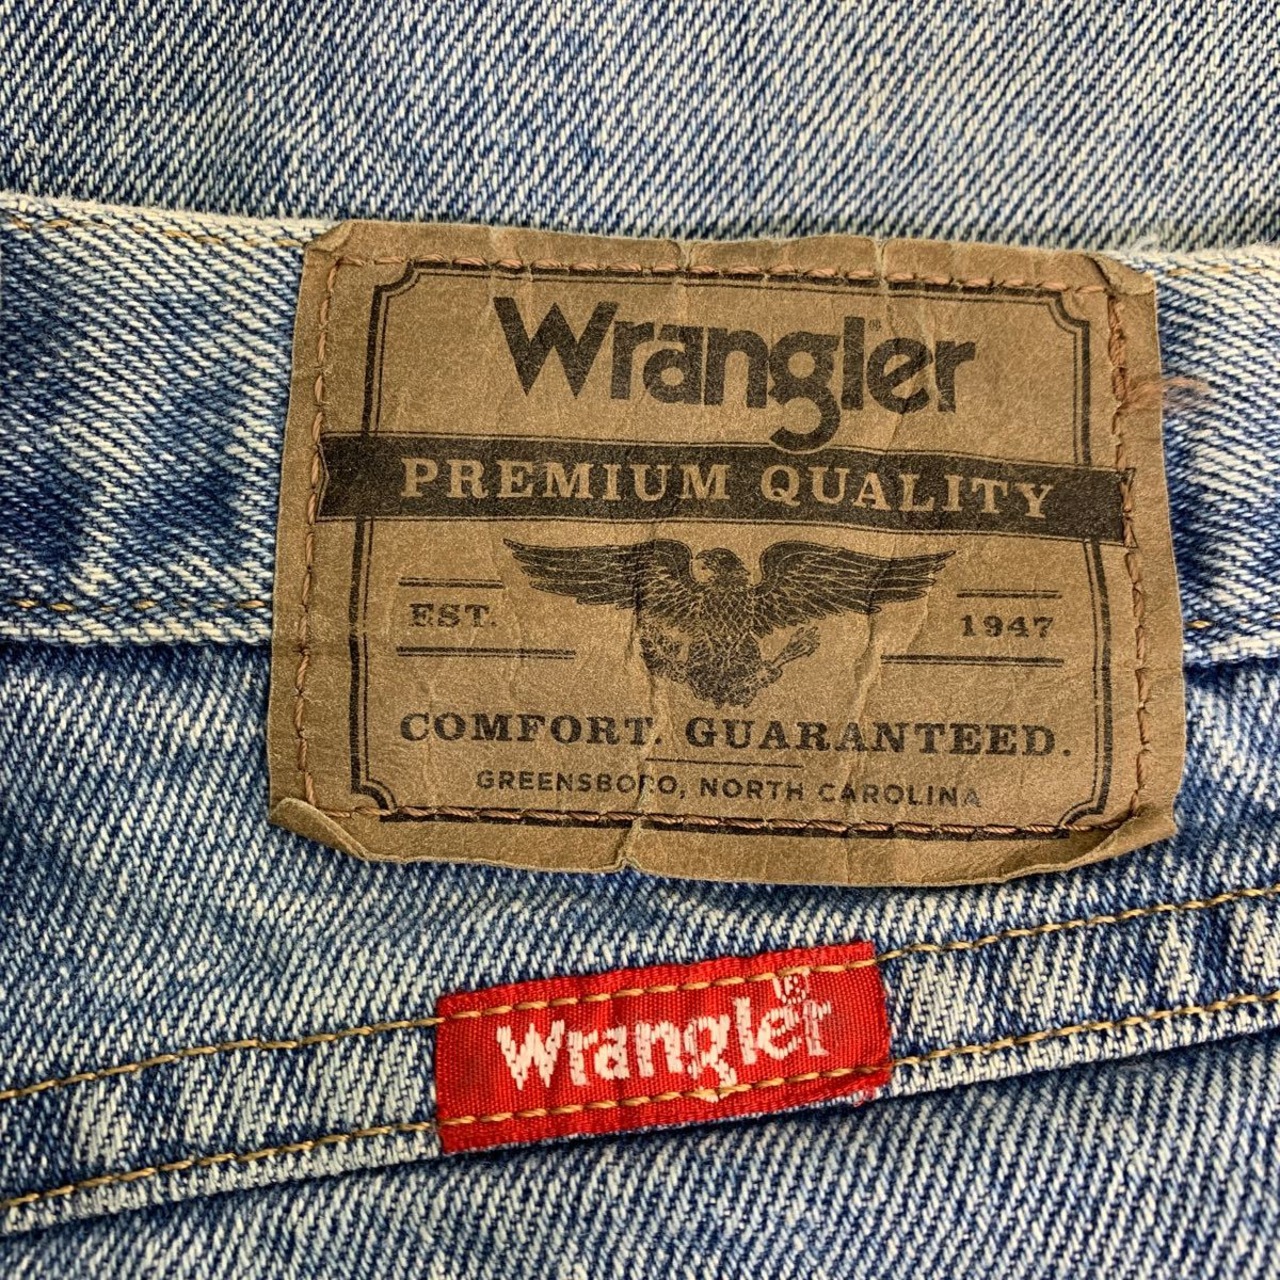 Wrangler®
PREMIUM QUALITY
EST. 1947
COMFORT. GUARANTEED.
GREENSBORO, NORTH CAROLINA
Wrangler®